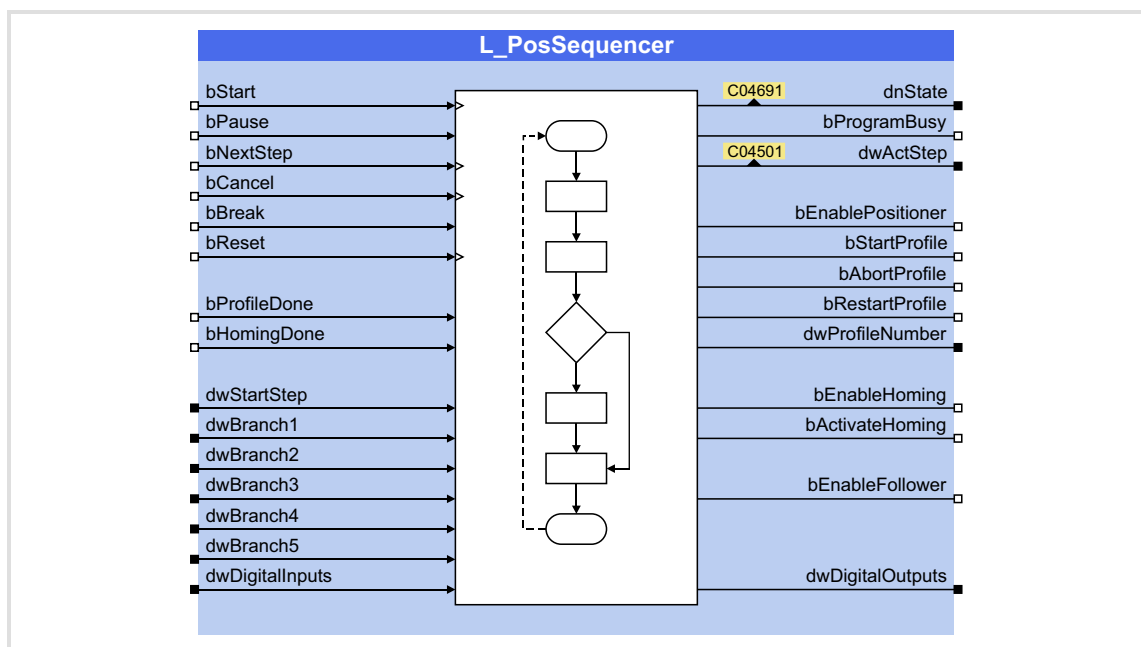 L_PosSequencer
bStart
bPause
bNextStep
bCancel
bBreak
bReset
bProfileDone
bHomingDone
dwStartStep
dwBranch1
dwBranch2
dwBranch3
dwBranch4
dwBranch5
dwDigitalInputs
C04691
dnState
bProgramBusy
C04501
dwActStep
bEnablePositioner
bStartProfile
bAbortProfile
bRestartProfile
dwProfileNumber
bEnableHoming
bActivateHoming
bEnableFollower
dwDigitalOutputs